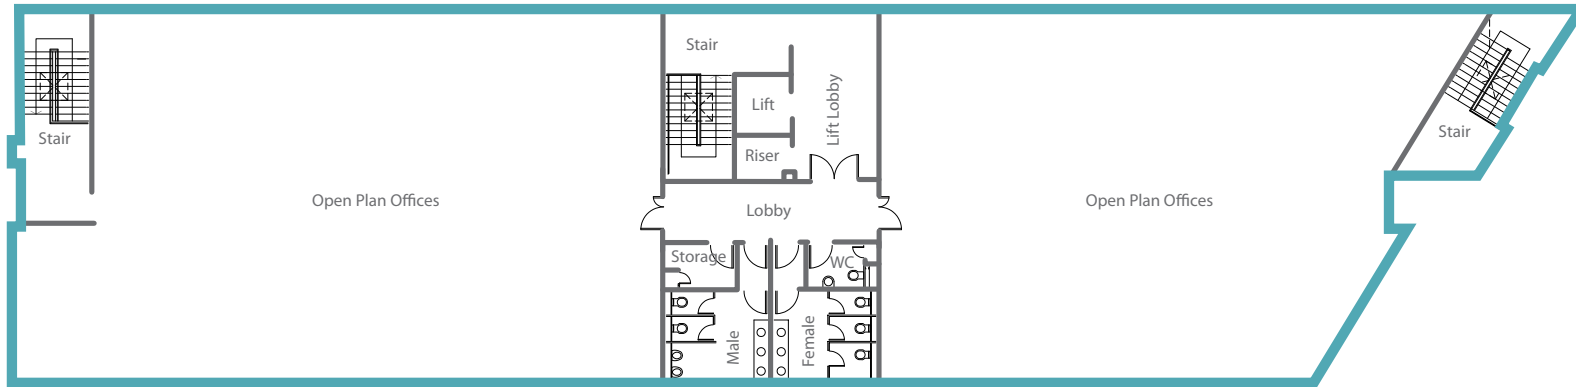 Stair
Stair
Lift
Lift Lobby
Riser
Stair
Open Plan Offices
Lobby
Open Plan Offices
Storage
WC
Male
Female